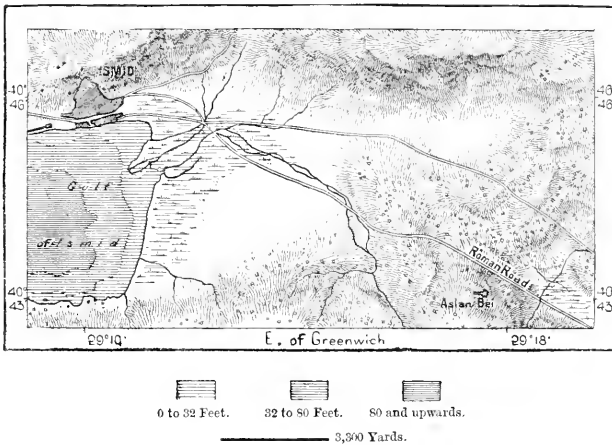 ISMID
40°
46'
40
46
Gulf
of Ismid
Roman Road
Aslan Bei
40
43
40
43
29°10'
E. of Greenwich
29°18'
0 to 32 Feet.
32 to 80 Feet.
80 and upwards.
3,300 Yards.